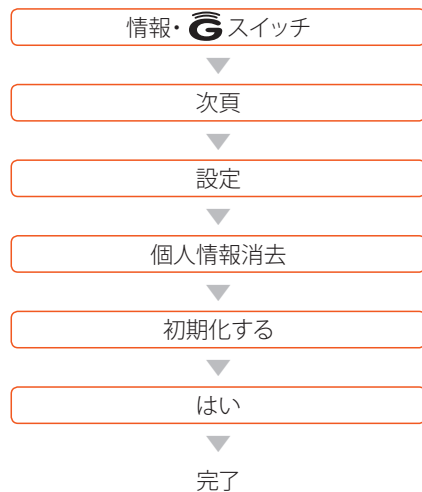 情報・Gスイッチ
次頁
設定
個人情報消去
初期化する
はい
完了